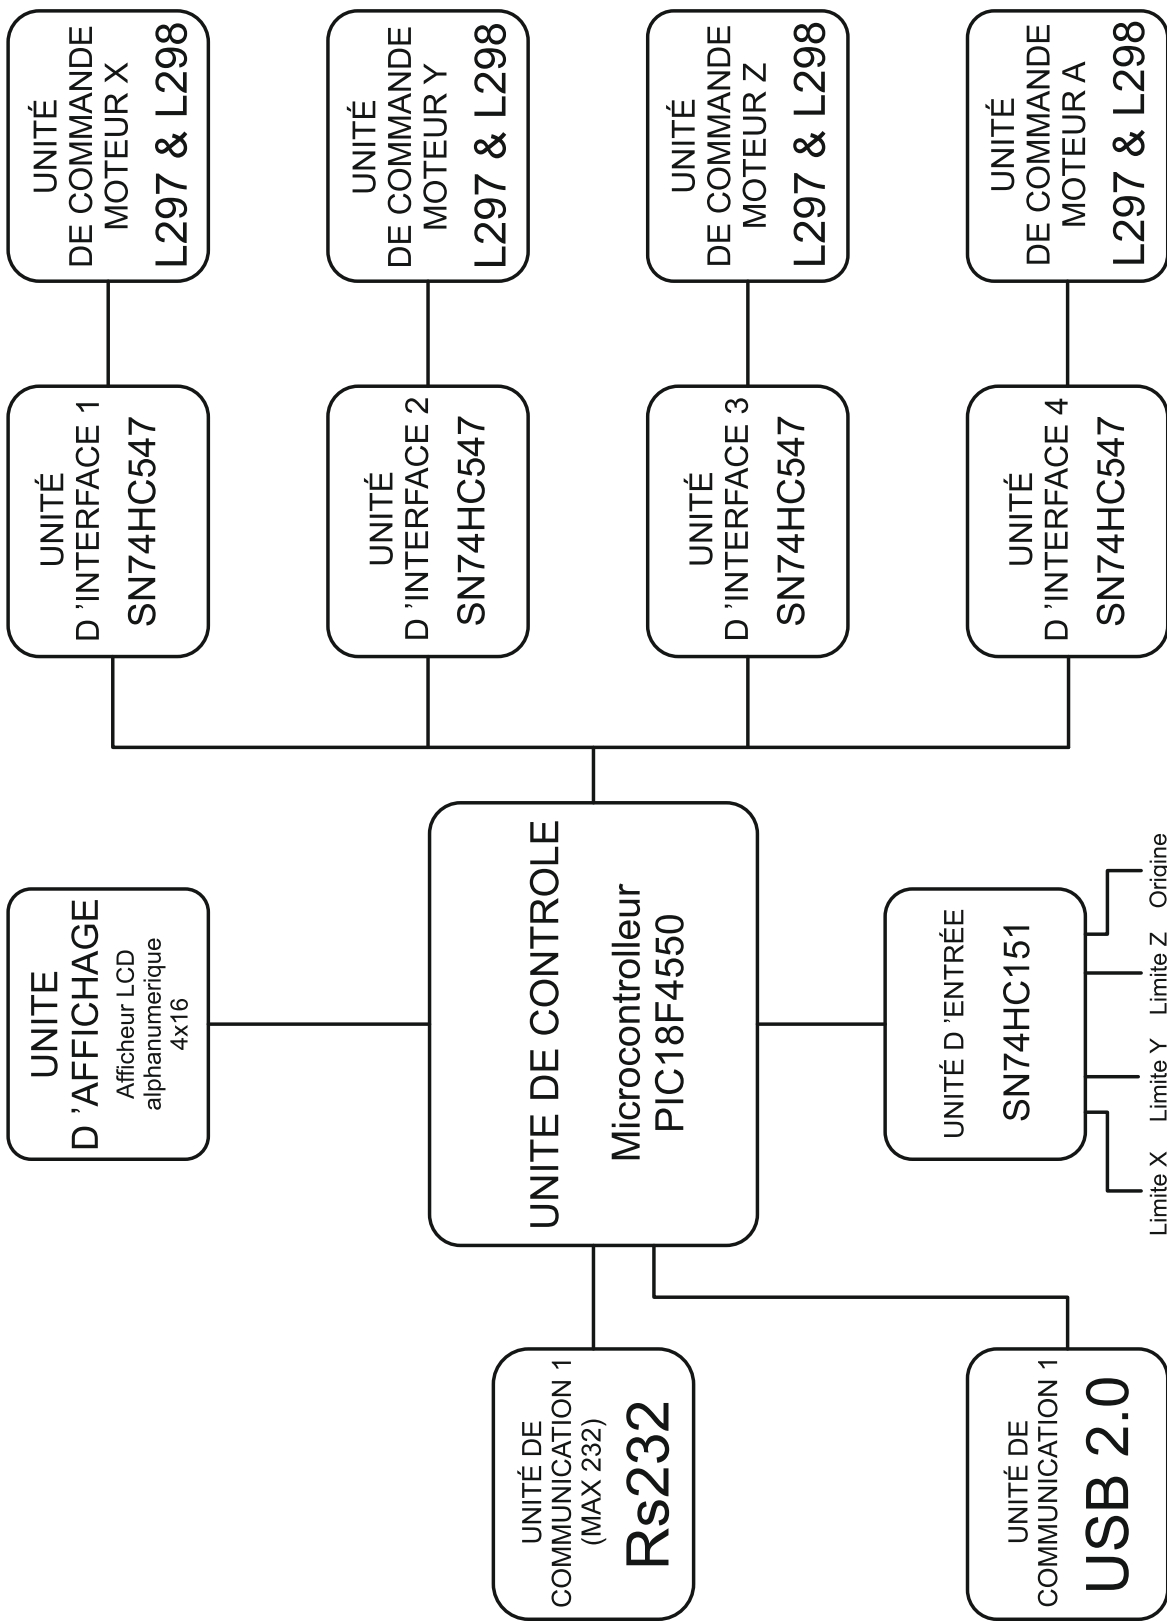 UNITÉ DE
COMMUNICATION 1
(MAX 232)
Rs232
UNITÉ DE
COMMUNICATION 1
USB 2.0
UNITE
D ’AFFICHAGE
Afficheur LCD
alphanumerique
4x16
UNITE DE CONTROLE
Microcontrolleur
PIC18F4550
UNITÉ D ’ENTRÉE
SN74HC151
Limite X
Limite Y
Limite Z
Origine
UNITÉ
D ’INTERFACE 1
SN74HC547
UNITÉ
D ’INTERFACE 2
SN74HC547
UNITÉ
D ’INTERFACE 3
SN74HC547
UNITÉ
D ’INTERFACE 4
SN74HC547
UNITÉ
DE COMMANDE
MOTEUR X
L297 & L298
UNITÉ
DE COMMANDE
MOTEUR Y
L297 & L298
UNITÉ
DE COMMANDE
MOTEUR Z
L297 & L298
UNITÉ
DE COMMANDE
MOTEUR A
L297 & L298